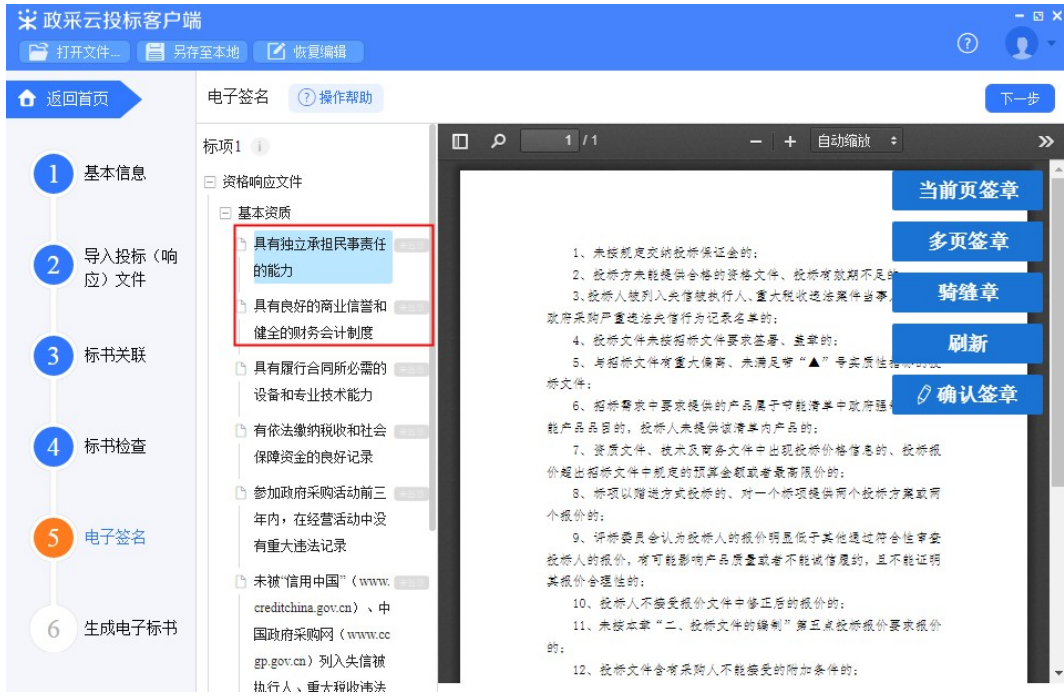 政采云投标客户端
打开文件... 另存至本地 恢复编辑
返回首页
电子签名 操作帮助
下一步
1 基本信息
2 导入投标（响
应）文件
3 标书关联
4 标书检查
5 电子签名
6 生成电子标书
标项1
资格响应文件
基本资质
具有独立承担民事责任
的能力
具有良好的商业信誉和
健全的财务会计制度
具有履行合同所必需的
设备和专业技术能力
有依法缴纳税收和社会
保障资金的良好记录
参加政府采购活动前三
年内，在经营活动中没
有重大违法记录
未被“信用中国”（www.
creditchina.gov.cn）、中
国政府采购网（www.cc
gp.gov.cn）列入失信被
执行人、重大税收违法
1 / 1
自动缩放
当前页签章
多页签章
骑缝章
刷新
确认签章
1、未按规定交纳投标保证金的;
2、投标方未能提供合格的资格文件、投标有效期不足的
3、投标人被列入失信被执行人、重大税收违法案件当事人
政府采购严重违法失信行为记录名单的;
4、投标文件未按招标文件要求签署、盖章的;
5、与招标文件有重大偏离、未满足带“▲”号实质性指标的投
标文件;
6、招标需求中要求提供的产品属于节能清单中政府强
能产品品目的，投标人未提供该清单内产品的;
7、资质文件、技术及商务文件中出现投标价格信息的、投标报
价超出招标文件中规定的预算金额或者最高限价的;
8、标项以赠送方式投标的、对一个标项提供两个投标方案或两
个报价的;
9、评标委员会认为投标人的报价明显低于其他通过符合性审查
投标人的报价，有可能影响产品质量或者不能诚信履约，且不能证明
其报价合理性的;
10、投标人不接受报价文件中修正后的报价的;
11、未按本章“二、投标文件的编制”第五点投标报价要求报价
的;
12、投标文件含有采购人不能接受的附加条件的;